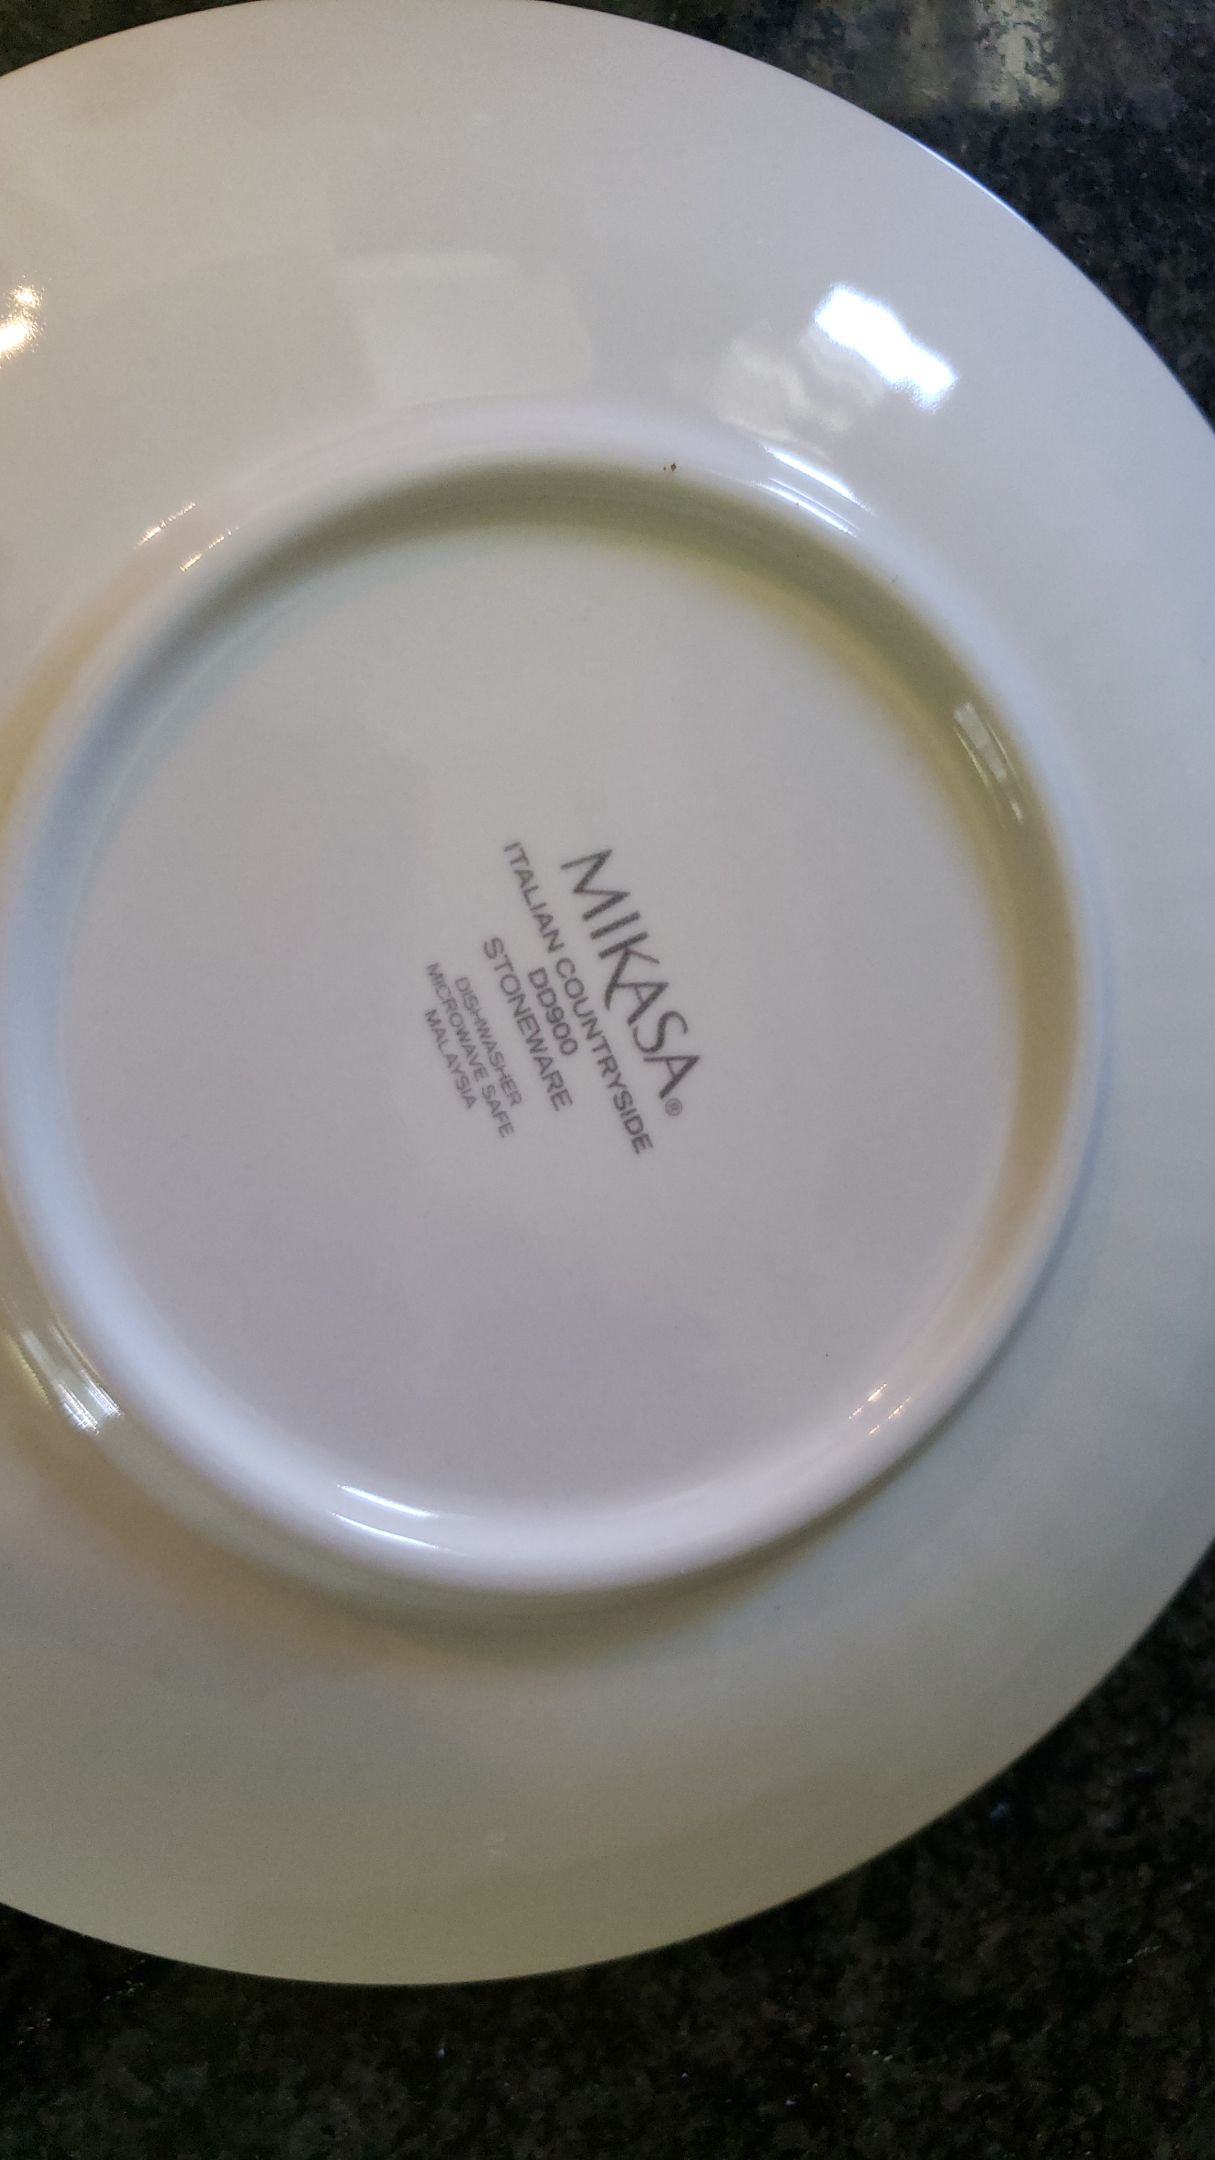 MIKASA®
ITALIAN COUNTRYSIDE
DD900
STONEWARE
DISHWASHER
MICROWAVE SAFE
MALAYSIA